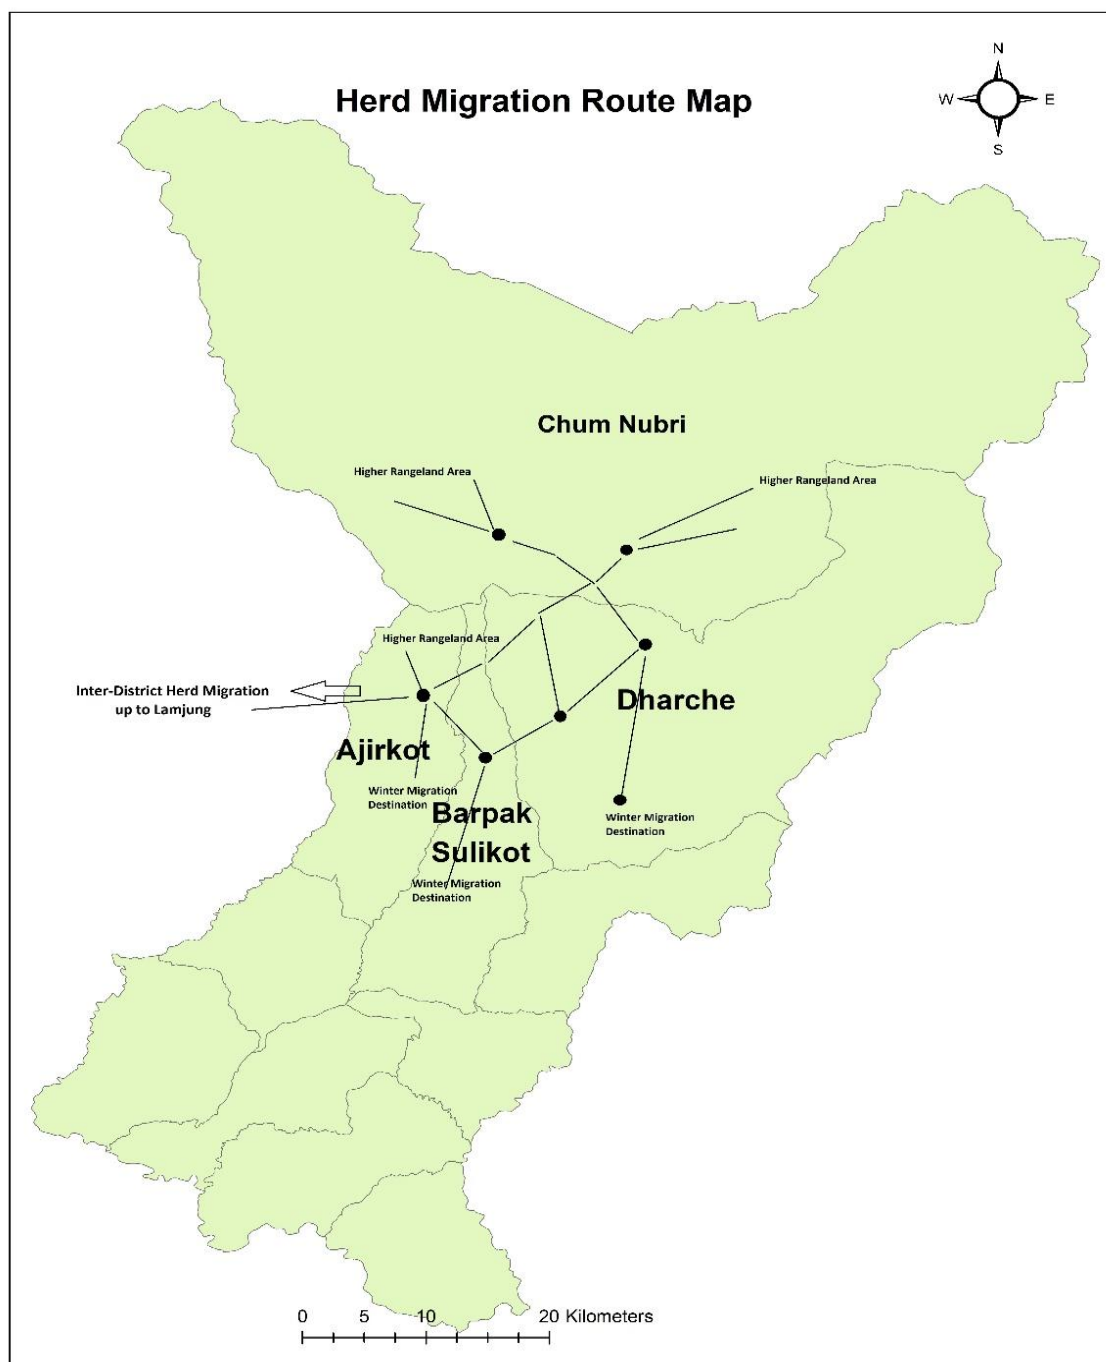 N
Herd Migration Route Map
W E
S
Chum Nubri
Higher Rangeland Area
Higher Rangeland Area
Higher Rangeland Area
Inter-District Herd Migration
up to Lamjung
Dharche
Ajirkot
Winter Migration
Destination
Barpak
Sulikot
Winter Migration
Destination
Winter Migration
Destination
0 5 10 20 Kilometers